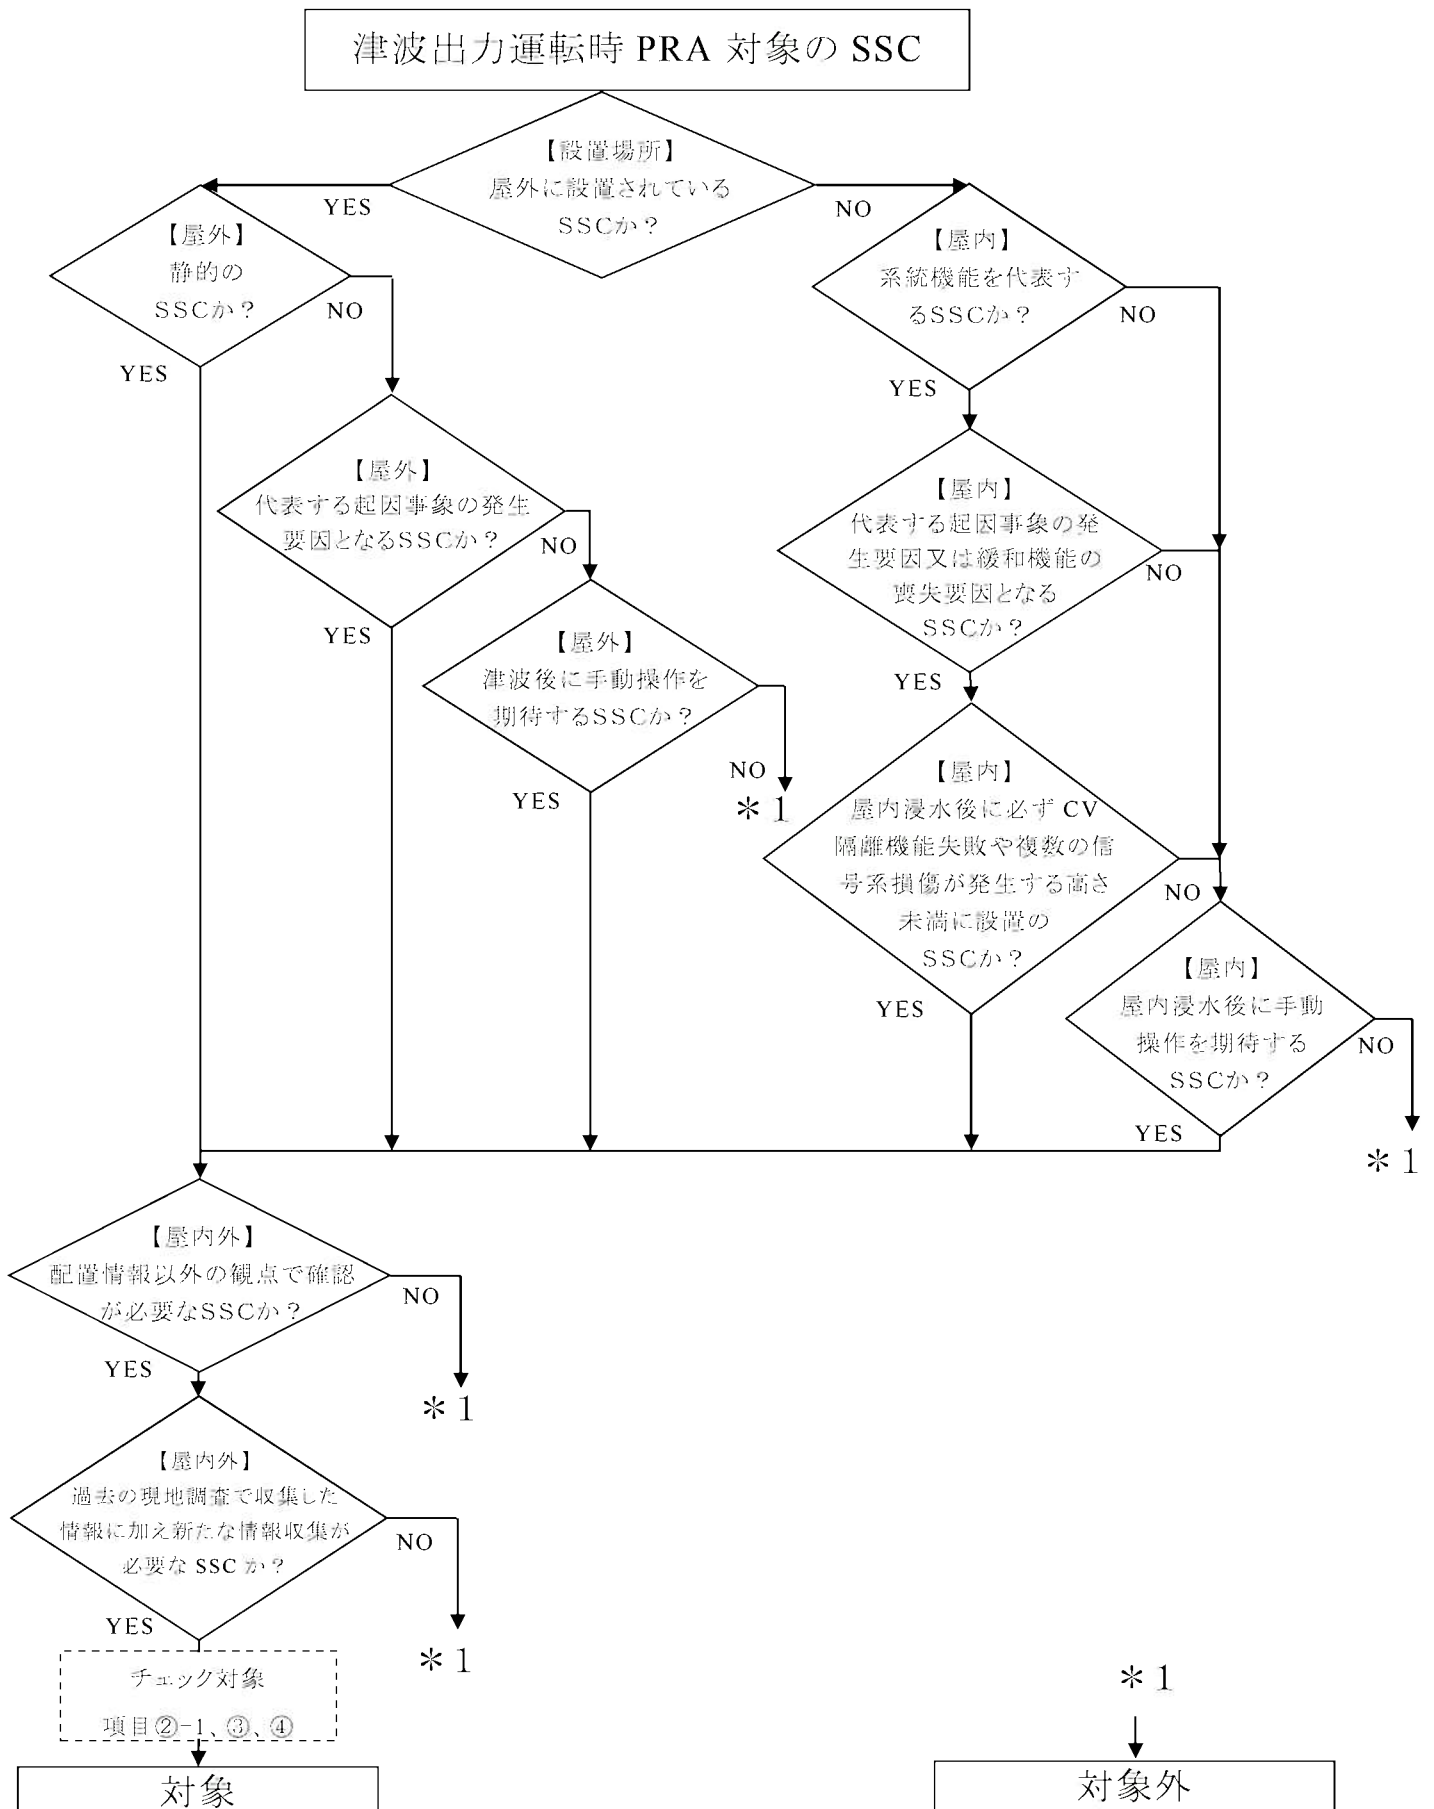 津波出力運転時 PRA 対象の SSC
【設置場所】
屋外に設置されている
SSCか？
YES
NO
【屋外】
静的の
SSCか？
NO
YES
【屋内】
系統機能を代表す
るSSCか？
NO
YES
【屋外】
代表する起因事象の発生
要因となるSSCか？
NO
YES
【屋内】
代表する起因事象の発
生要因又は緩和機能の
喪失要因となる
SSCか？
NO
YES
【屋外】
津波後に手動操作を
期待するSSCか？
NO
＊1
YES
【屋内】
屋内浸水後に必ず CV
隔離機能失敗や複数の信
号系損傷が発生する高さ
未満に設置の
SSCか？
NO
YES
【屋内】
屋内浸水後に手動
操作を期待する
SSCか？
NO
YES
＊1
【屋内外】
配置情報以外の観点で確認
が必要なSSCか？
NO
YES
＊1
【屋内外】
過去の現地調査で収集した
情報に加え新たな情報収集が
必要な SSC か？
NO
YES
＊1
チェック対象
項目②-1、③、④
対象
＊1
対象外